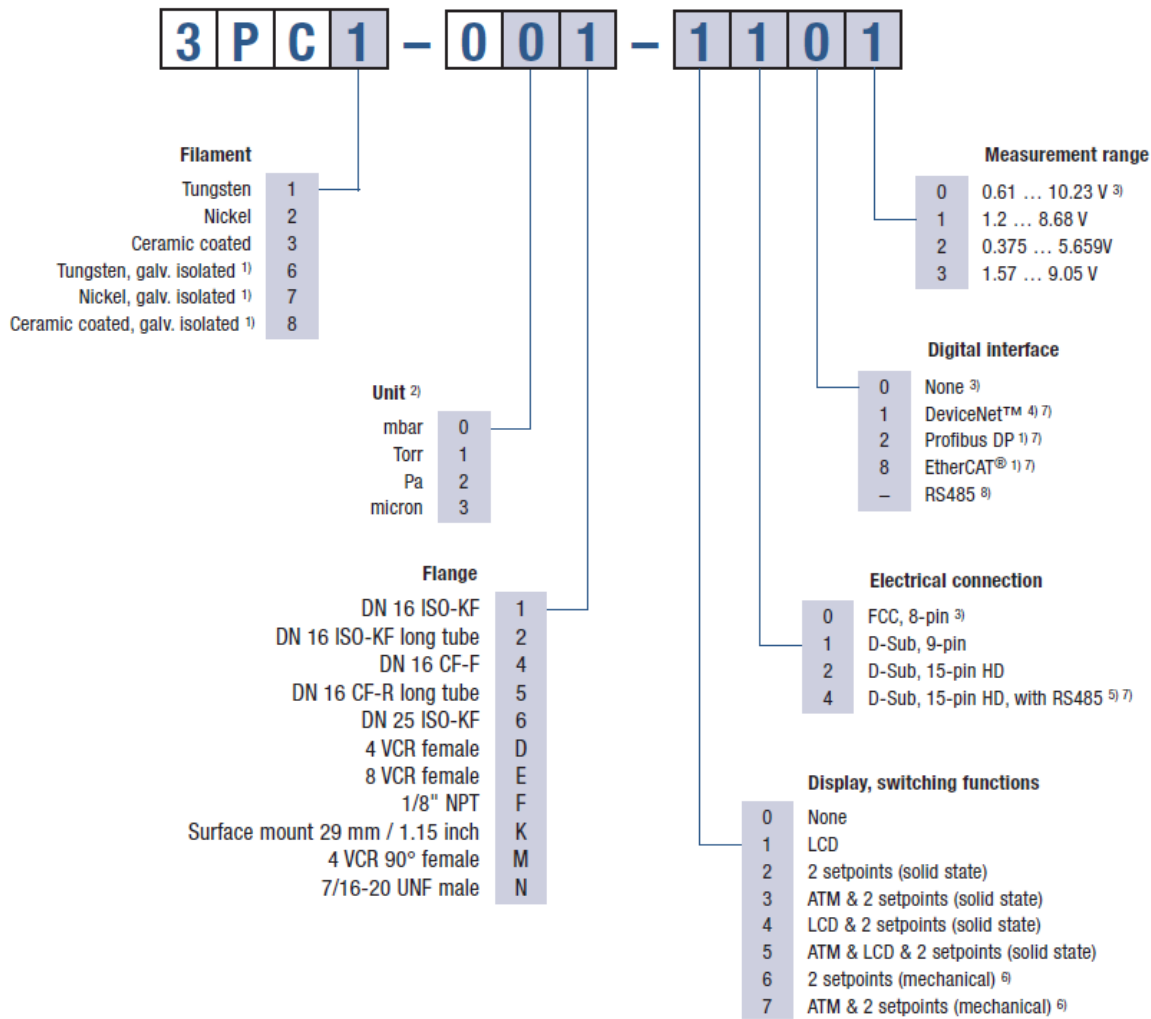 3PC1 – 001 – 1101
Filament
Tungsten 1
Nickel 2
Ceramic coated 3
Tungsten, galv. isolated 1) 6
Nickel, galv. isolated 1) 7
Ceramic coated, galv. isolated 1) 8
Unit 2)
mbar 0
Torr 1
Pa 2
micron 3
Flange
DN 16 ISO-KF 1
DN 16 ISO-KF long tube 2
DN 16 CF-F 4
DN 16 CF-R long tube 5
DN 25 ISO-KF 6
4 VCR female D
8 VCR female E
1/8" NPT F
Surface mount 29 mm / 1.15 inch K
4 VCR 90° female M
7/16-20 UNF male N
Measurement range
0 0.61 … 10.23 V 3)
1 1.2 … 8.68 V
2 0.375 … 5.659V
3 1.57 … 9.05 V
Digital interface
0 None 3)
1 DeviceNet™ 4) 7)
2 Profibus DP 1) 7)
8 EtherCAT® 1) 7)
– RS485 8)
Electrical connection
0 FCC, 8-pin 3)
1 D-Sub, 9-pin
2 D-Sub, 15-pin HD
4 D-Sub, 15-pin HD, with RS485 5) 7)
Display, switching functions
0 None
1 LCD
2 2 setpoints (solid state)
3 ATM & 2 setpoints (solid state)
4 LCD & 2 setpoints (solid state)
5 ATM & LCD & 2 setpoints (solid state)
6 2 setpoints (mechanical) 6)
7 ATM & 2 setpoints (mechanical) 6)